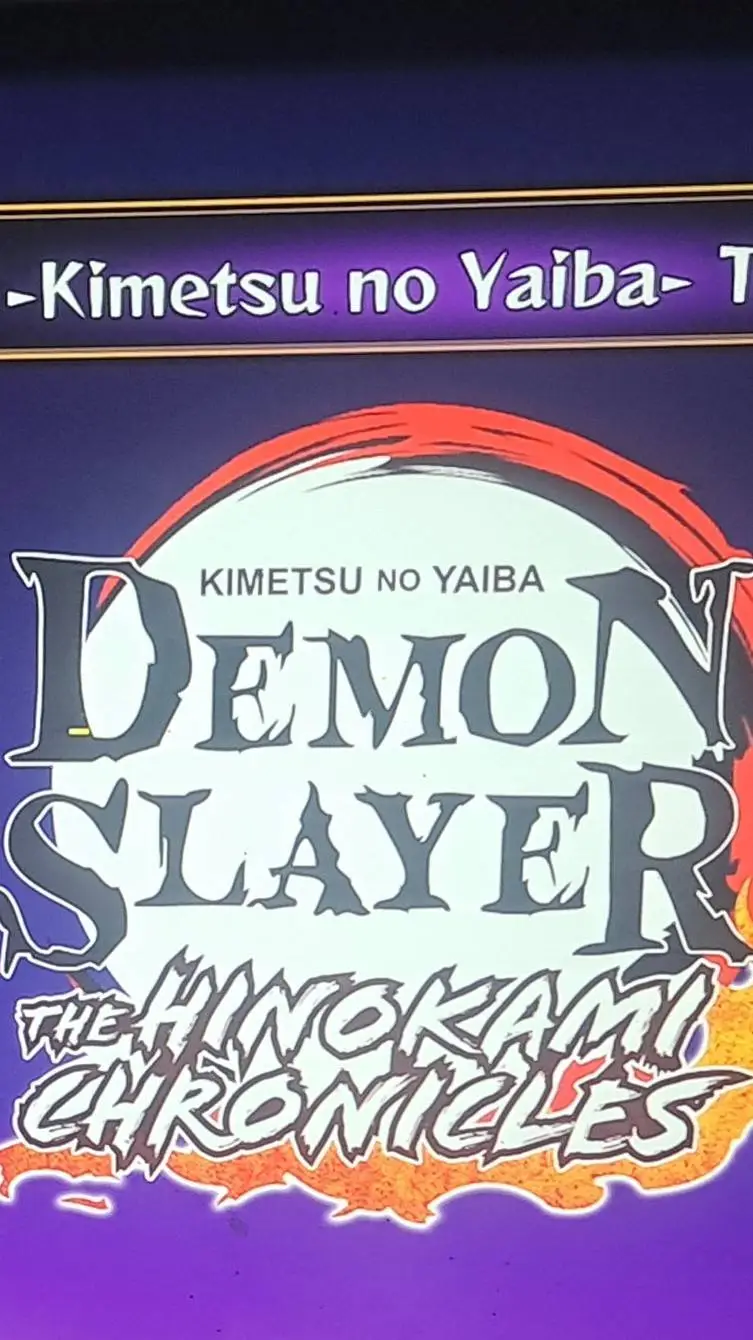 -Kimetsu no Yaiba- T
KIMETSU NO YAIBA
DEMON
SLAYER
THE HINOKAMI
CHRONICLES